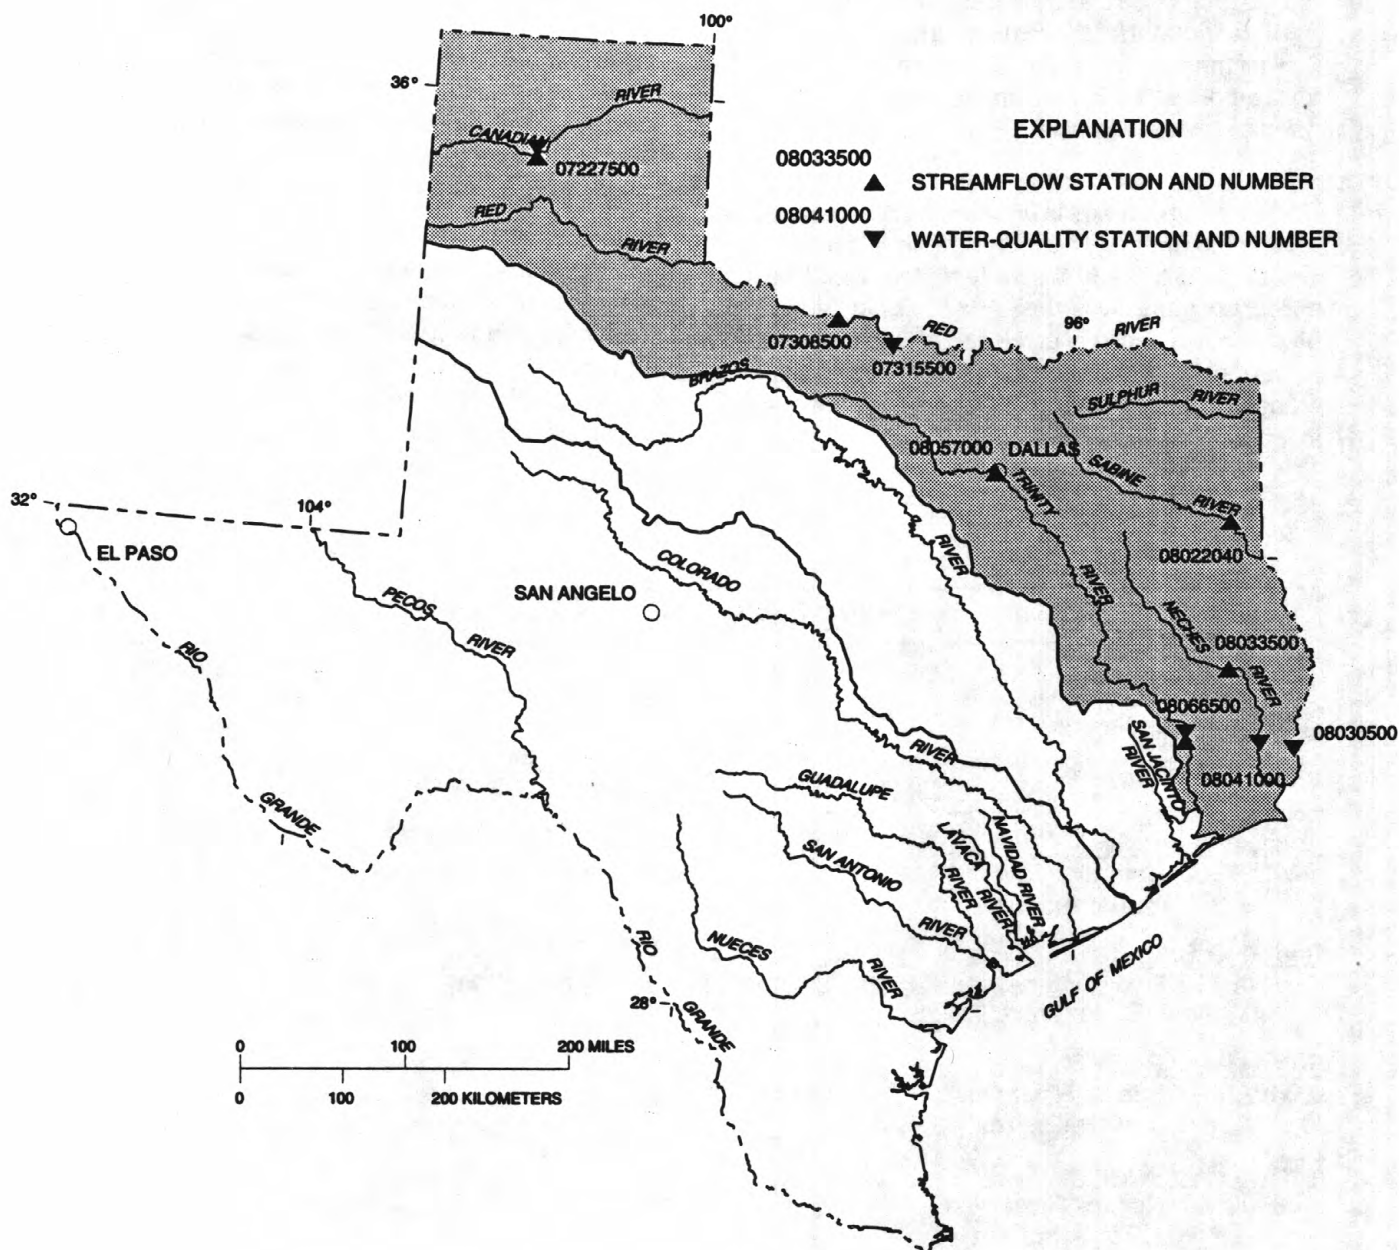 100°
36°
RIVER
CANADIAN
07227500
EXPLANATION
08033500
STREAMFLOW STATION AND NUMBER
08041000
WATER-QUALITY STATION AND NUMBER
RED
RIVER
96°
RED
RIVER
07308500
07315500
BRAZOS
SULPHUR RIVER
08057000 DALLAS
SABINE
RIVER
TRINITY
32°
104°
EL PASO
RIVER
08022040
COLORADO
SAN ANGELO
PECOS
RIVER
RIVER
NECHES
08033500
RIO
RIVER
08066500
SAN JACINTO
RIVER
08030500
RIVER
08041000
GUADALUPE
GRANDE
LAVACA
RIVER
NAVIDAD RIVER
SAN ANTONIO
RIVER
RIVER
NUECES
RIO
RIVER
GULF OF MEXICO
28°
GRANDE
0 100 200 MILES
0 100 200 KILOMETERS